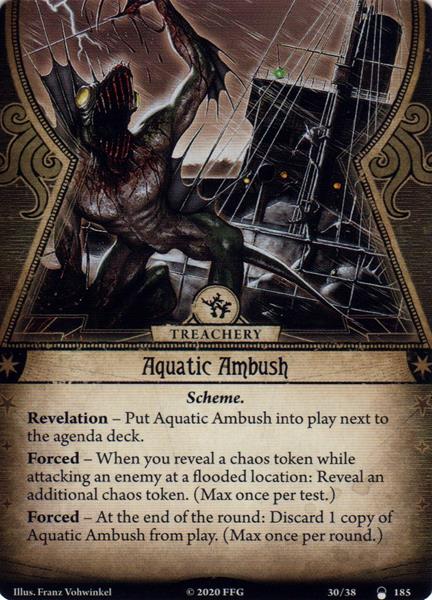 TREACHERY
Aquatic Ambush
Scheme.
Revelation – Put Aquatic Ambush into play next to
the agenda deck.
Forced – When you reveal a chaos token while
attacking an enemy at a flooded location: Reveal an
additional chaos token. (Max once per test.)
Forced – At the end of the round: Discard 1 copy of
Aquatic Ambush from play. (Max once per round.)
Illus. Franz Vohwinkel © 2020 FFG 30/38 185